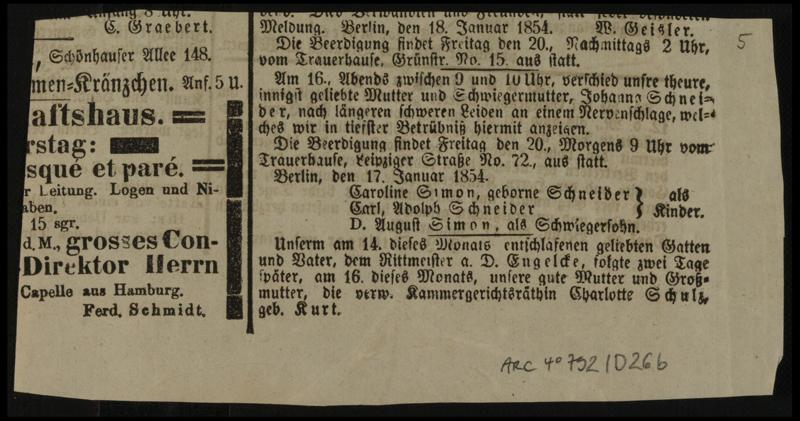 Anfang 8 Uhr.
C. Graebert.
, Schönhauser Allee 148.
men-Kränzchen. Anf. 5 U.
aftshaus.
rstag:
squé et paré.
r Leitung. Logen und Ni-
aben.
15 sgr.
d. M., grosses Con-
Direktor Herrn
Capelle aus Hamburg.
Ferd. Schmidt.
Meldung. Berlin, den 18. Januar 1854. W. Geisler.
Die Beerdigung findet Freitag den 20., Nachmittags 2 Uhr,
vom Trauerhause, Grünstr. No. 15. aus statt.
Am 16., Abends zwischen 9 und 10 Uhr, verschied unsre theure,
innigst geliebte Mutter und Schwiegermutter, Johanna Schnei-
der, nach längeren schweren Leiden an einem Nervenschlage, wel-
ches wir in tiefster Betrübniß hiermit anzeigen.
Die Beerdigung findet Freitag den 20., Morgens 9 Uhr vom
Trauerhause, Leipziger Straße No. 72., aus statt.
Berlin, den 17. Januar 1854.
Caroline Simon, geborne Schneider } als
Carl, Adolph Schneider } Kinder.
D. August Simon, als Schwiegersohn.
Unserm am 14. dieses Monats entschlafenen geliebten Gatten
und Vater, dem Rittmeister a. D. Engelcke, folgte zwei Tage
später, am 16. dieses Monats, unsere gute Mutter und Groß-
mutter, die verw. Kammergerichtsräthin Charlotte Schulz,
geb. Kurt.
5
ARC 4° 792/D26b